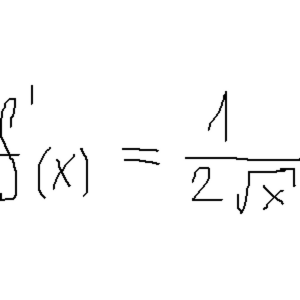 f'(x) = 1/(2√x)